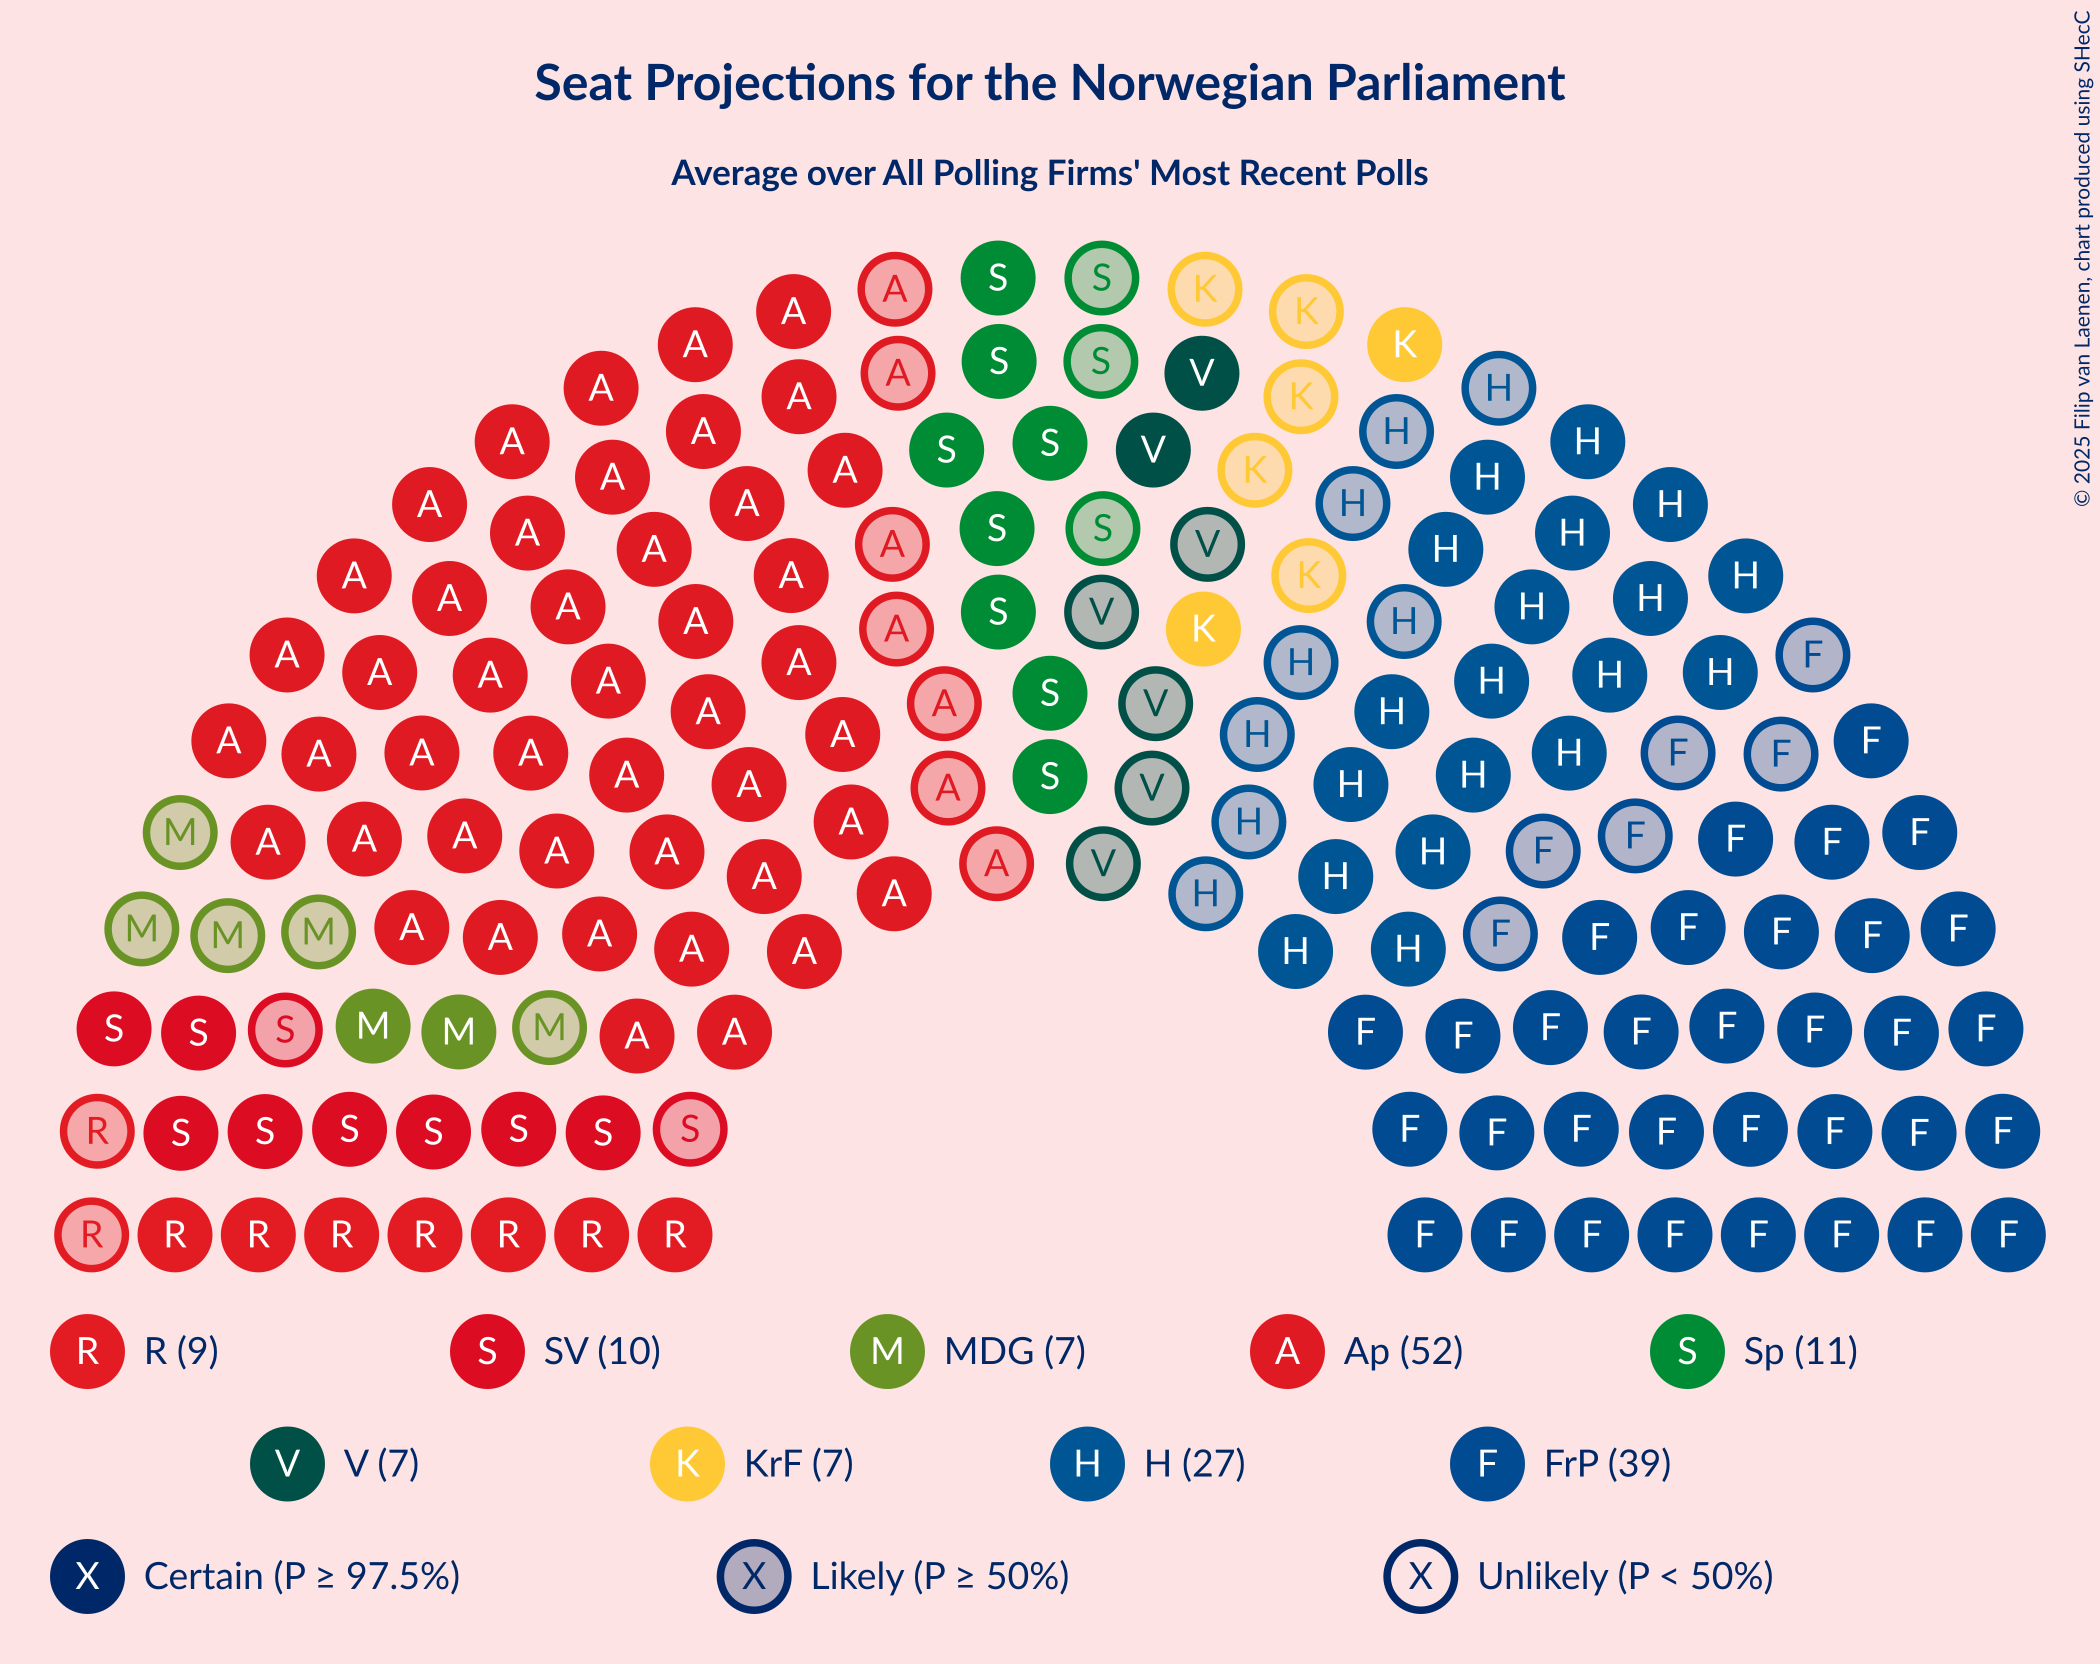 Seat Projections for the Norwegian Parliament
Average over All Polling Firms' Most Recent Polls
© 2025 Filip van Laenen, chart produced using SHecC
A S S K K
A A K
A A S S V K H
A A A H H
A A A S S V K H H
A A A H H H
A A A S S V K H H
A A A A S V K H H H
A A A A K H H H
A A A A V H H F
A A A A A S V H H H H
A A A A A A V H H H F F F
M A A A A A A S V H H H F F F F F
M M M A A A A A A A V H H H F F F F F F
S S S M M M A A F F F F F F F F
R S S S S S S S F F F F F F F F
R R R R R R R R F F F F F F F F
R R (9) S SV (10) M MDG (7) A Ap (52) S Sp (11)
V V (7) K KrF (7) H H (27) F FrP (39)
X Certain (P ≥ 97.5%) X Likely (P ≥ 50%) X Unlikely (P < 50%)